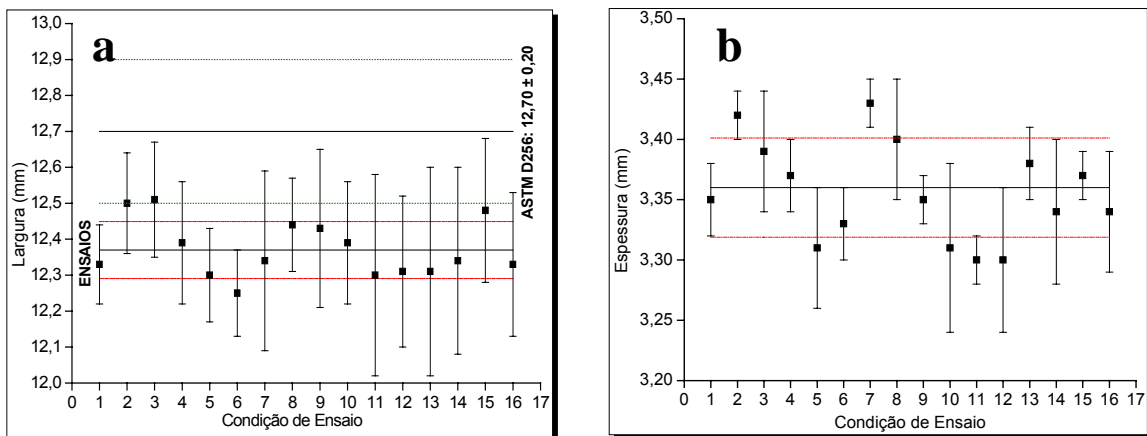 a
13,0
12,9
12,8
12,7
12,6
12,5
12,4
12,3
12,2
12,1
12,0
Largura (mm)
ENSAIOS
ASTM D256: 12,70 ± 0,20
0 1 2 3 4 5 6 7 8 9 10 11 12 13 14 15 16 17
Condição de Ensaio
b
3,50
3,45
3,40
3,35
3,30
3,25
3,20
Espessura (mm)
0 1 2 3 4 5 6 7 8 9 10 11 12 13 14 15 16 17
Condição de Ensaio